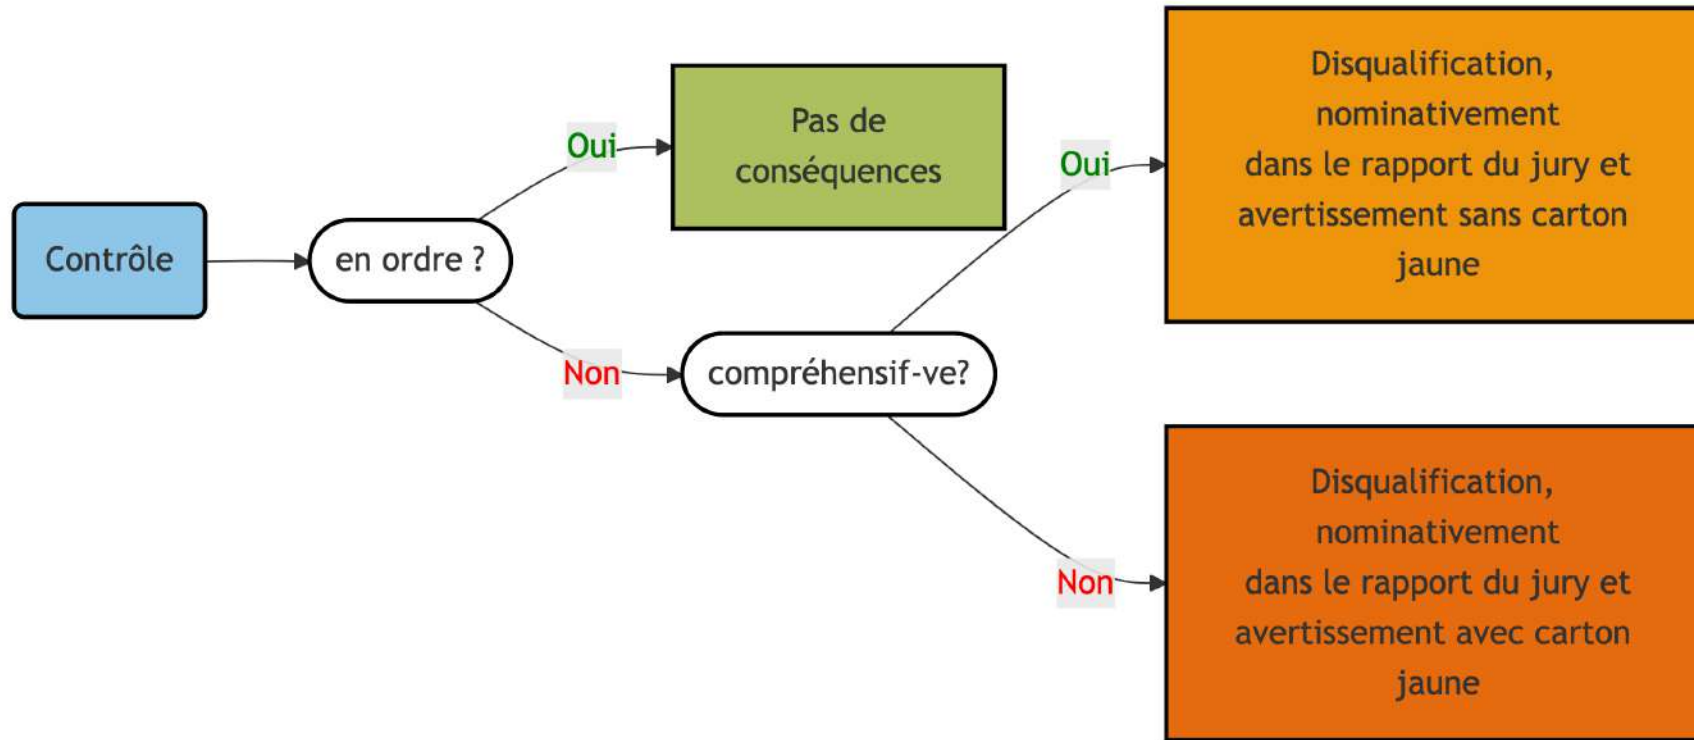 Contrôle
en ordre ?
Oui
Pas de
conséquences
Non
compréhensif-ve?
Oui
Disqualification,
nominativement
dans le rapport du jury et
avertissement sans carton
jaune
Non
Disqualification,
nominativement
dans le rapport du jury et
avertissement avec carton
jaune